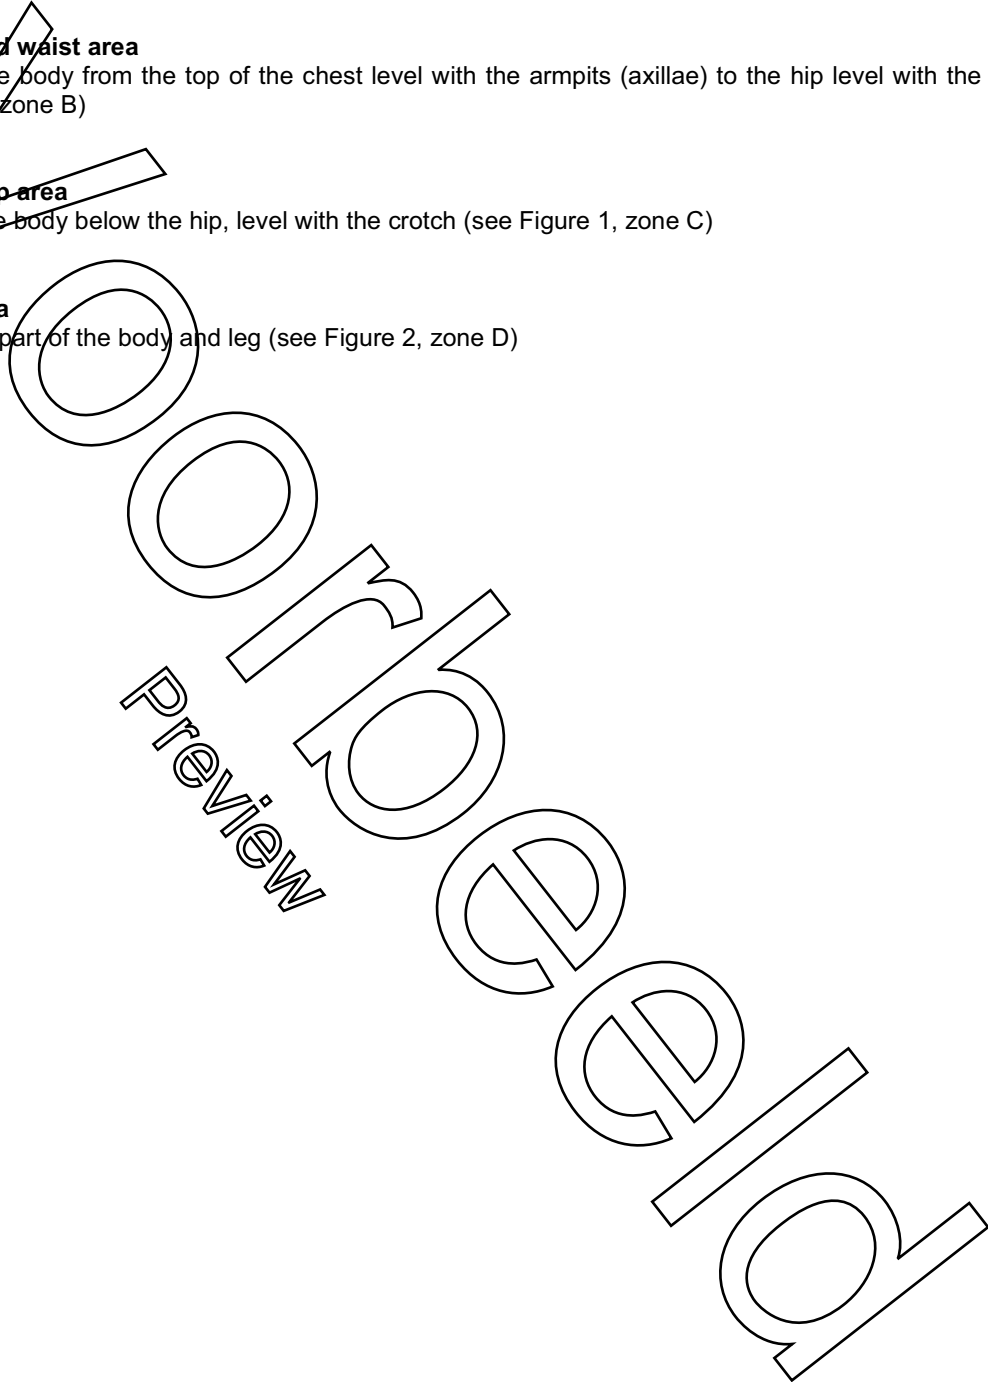 d waist area
e body from the top of the chest level with the armpits (axillae) to the hip level with the
zone B)
p area
e body below the hip, level with the crotch (see Figure 1, zone C)
a
part of the body and leg (see Figure 2, zone D)
oorbeeld
Preview